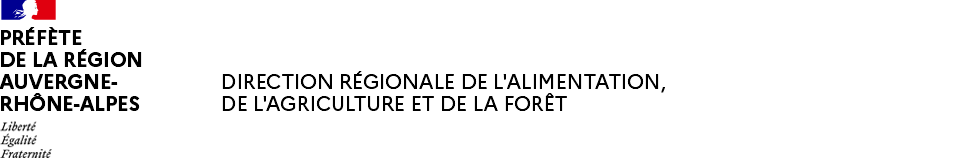 PRÉFÈTE
DE LA RÉGION
AUVERGNE-
RHÔNE-ALPES
DIRECTION RÉGIONALE DE L'ALIMENTATION,
DE L'AGRICULTURE ET DE LA FORÊT
Liberté
Égalité
Fraternité